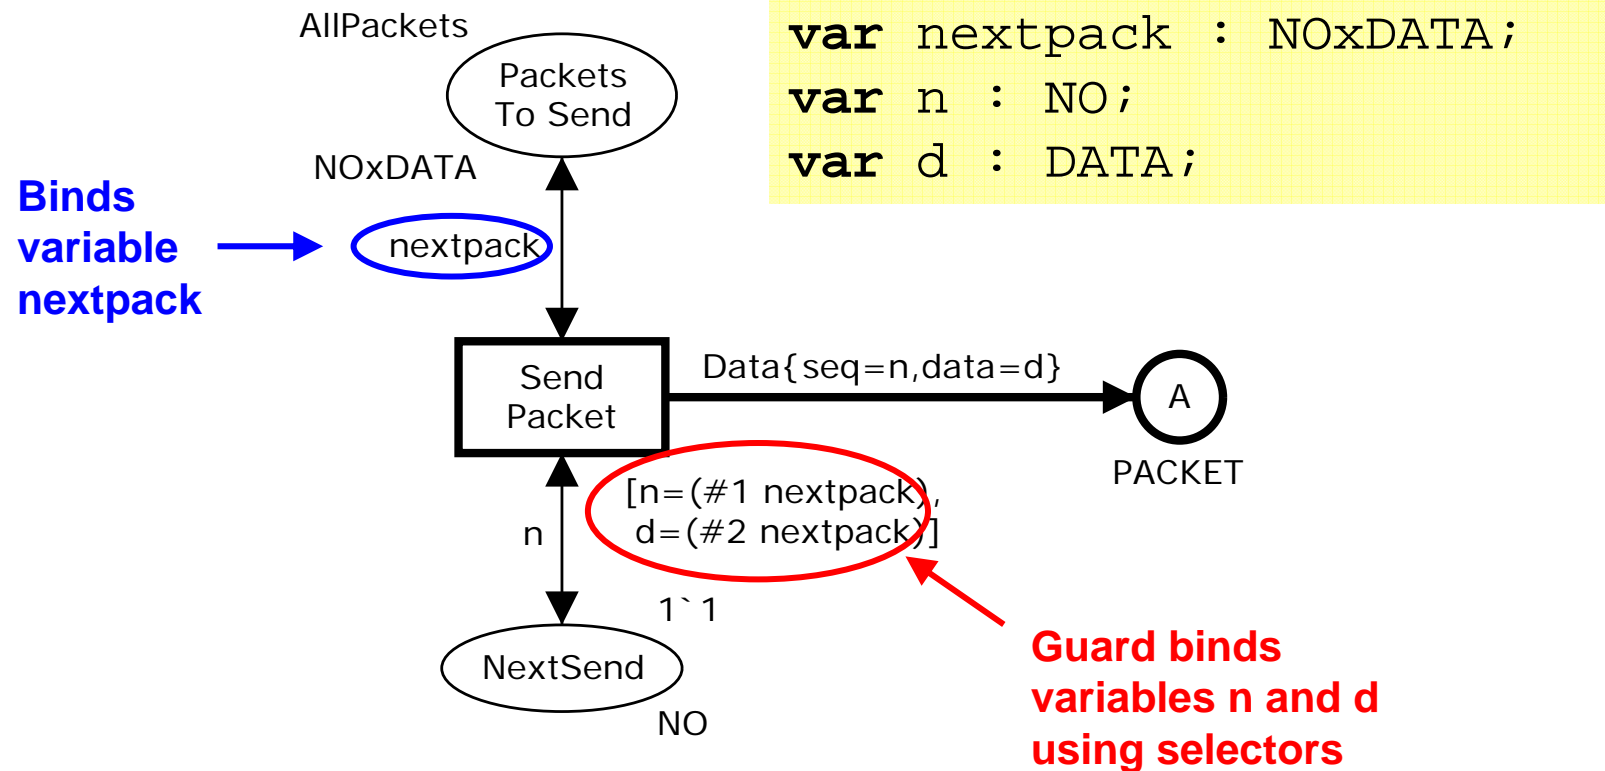 AllPackets
Packets
To Send
NOxDATA
var nextpack : NOxDATA;
var n : NO;
var d : DATA;
Binds
variable
nextpack
nextpack
Send
Packet
Data{seq=n,data=d}
A
PACKET
[n=(#1 nextpack),
d=(#2 nextpack)]
n
1`1
NextSend
NO
Guard binds
variables n and d
using selectors